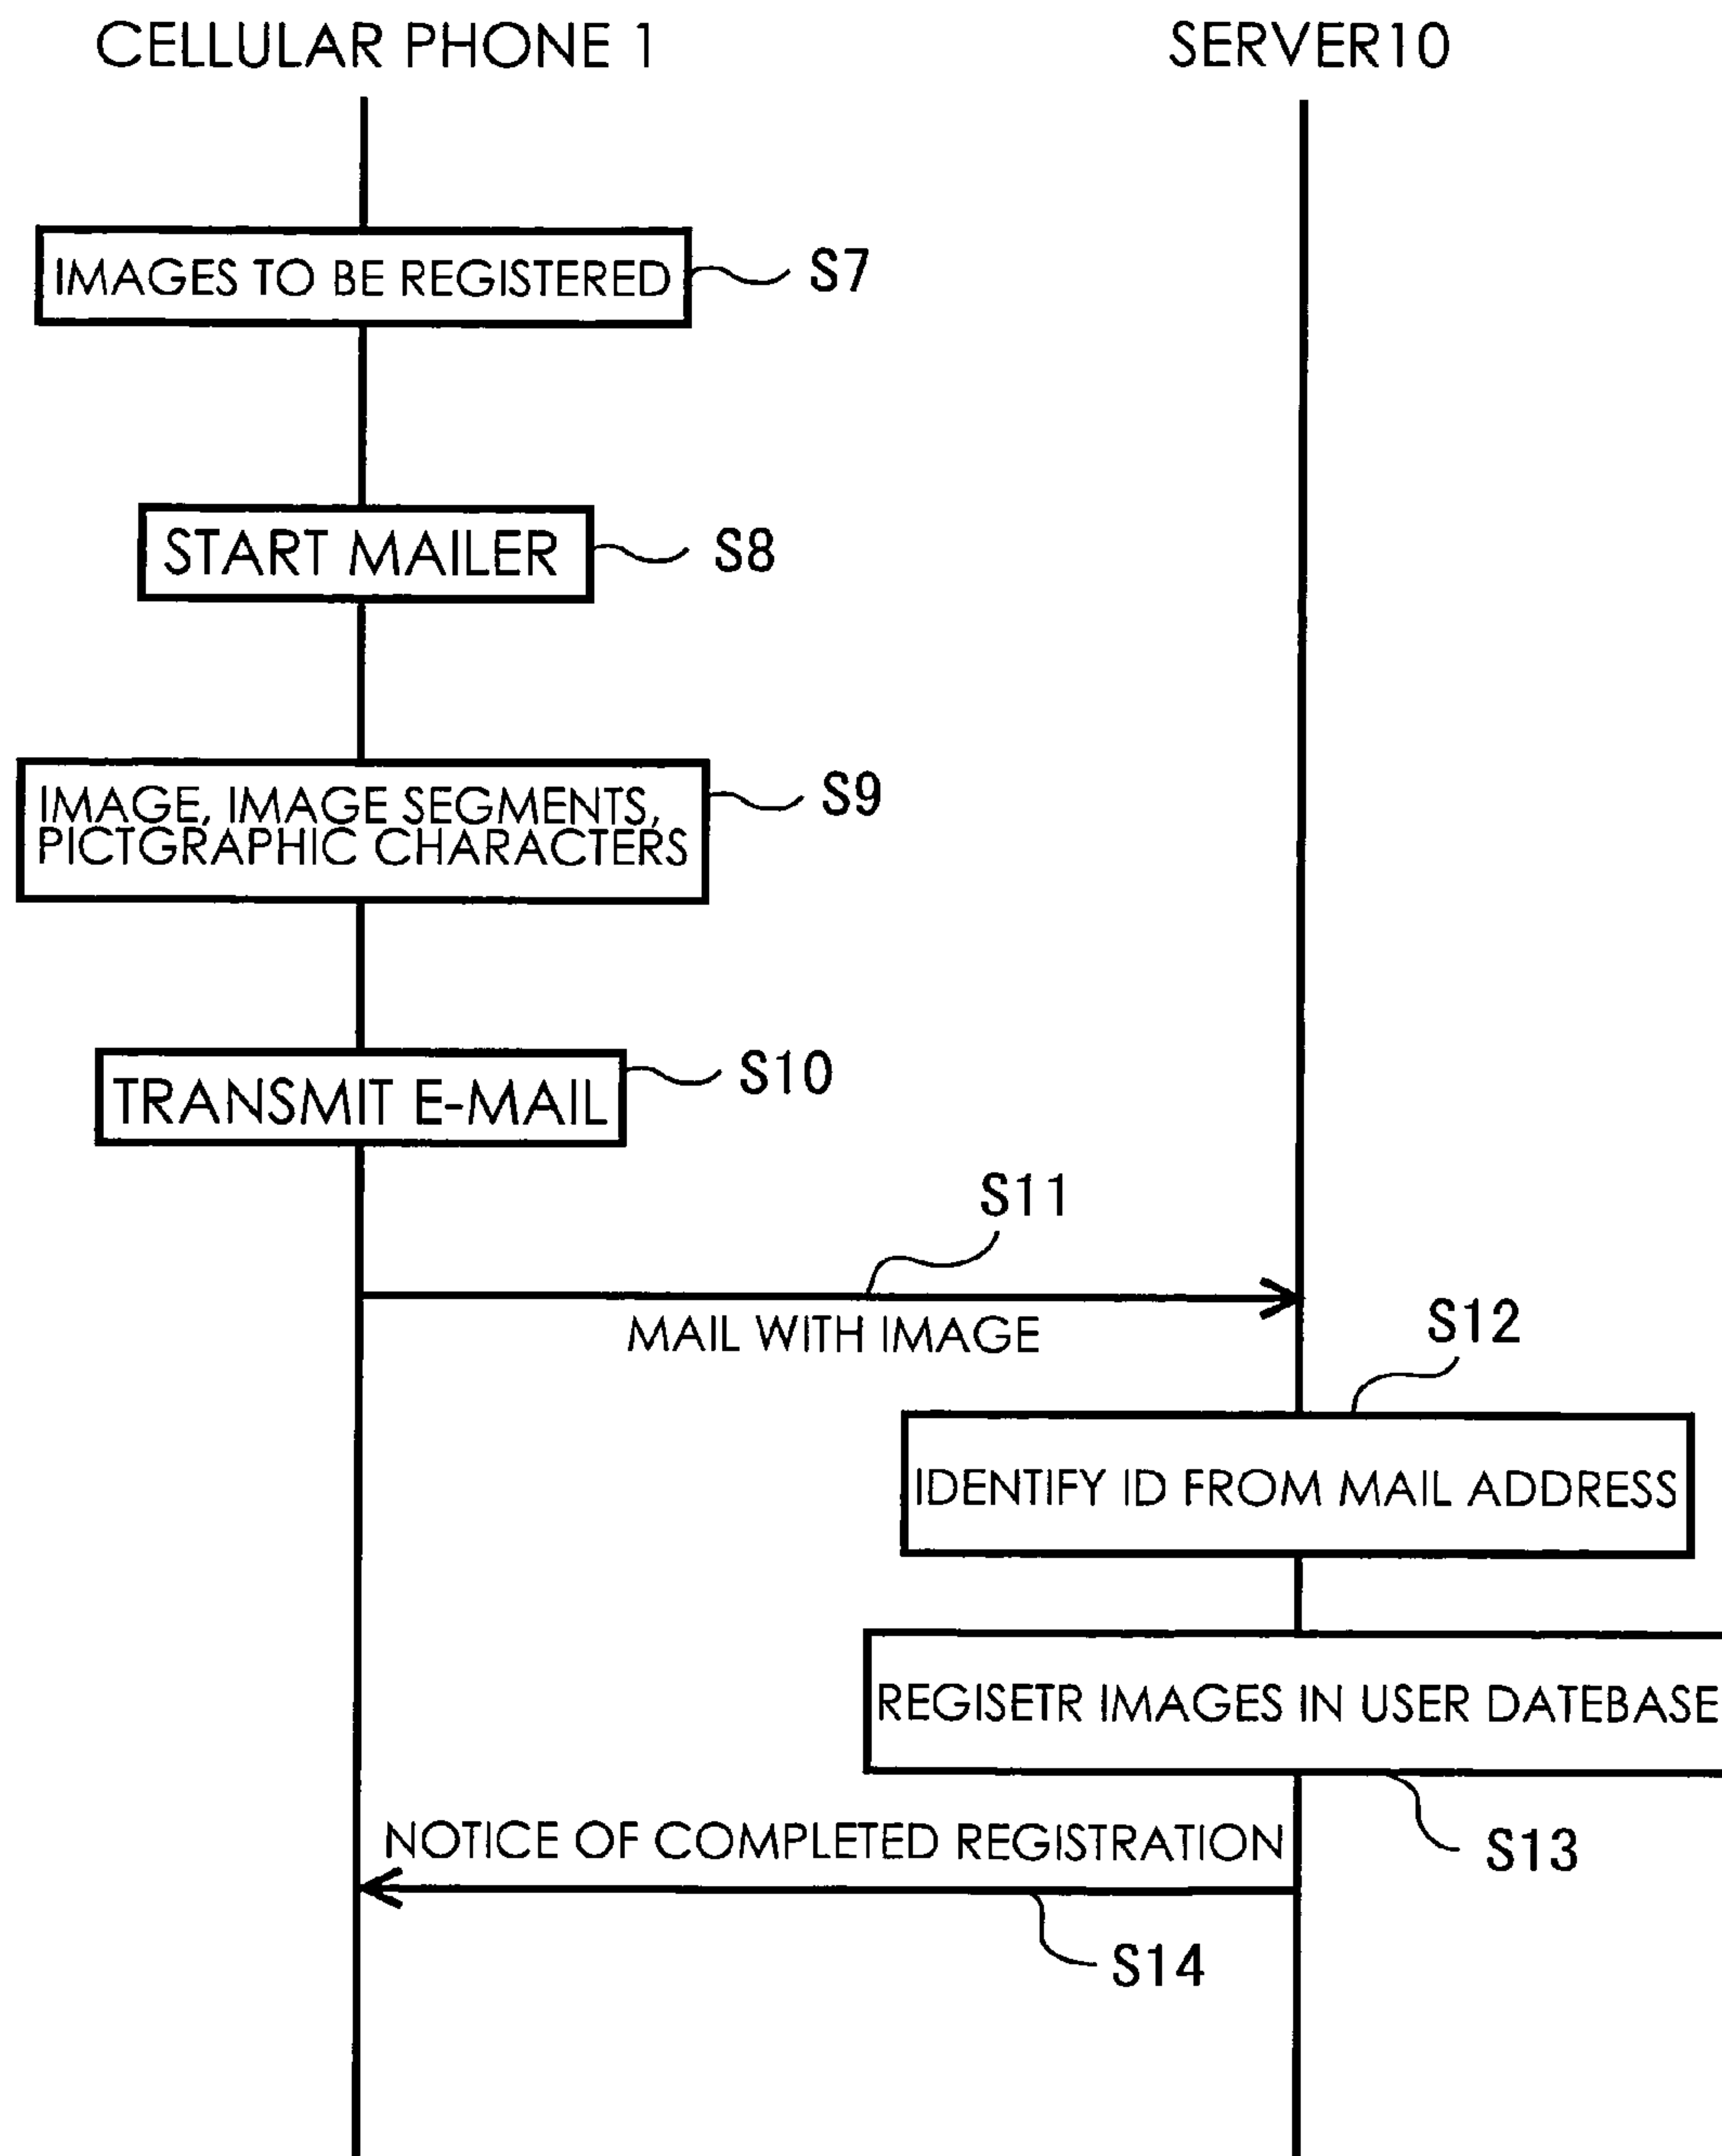 CELLULAR PHONE 1
SERVER10
IMAGES TO BE REGISTERED
S7
START MAILER
S8
IMAGE, IMAGE SEGMENTS,
PICTGRAPHIC CHARACTERS
S9
TRANSMIT E-MAIL
S10
S11
MAIL WITH IMAGE
S12
IDENTIFY ID FROM MAIL ADDRESS
REGISETR IMAGES IN USER DATEBASE
S13
NOTICE OF COMPLETED REGISTRATION
S14